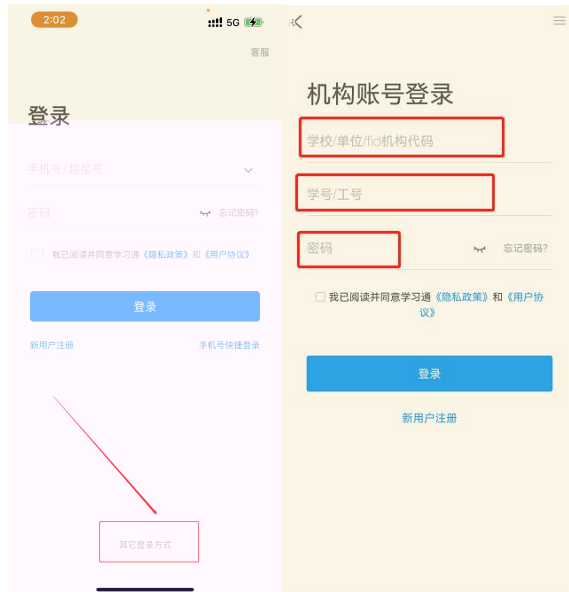 2:02
5G
客服
登录
手机号/超星号
密码
忘记密码?
我已阅读并同意学习通《隐私政策》和《用户协议》
登录
新用户注册
手机号快捷登录
其它登录方式
机构账号登录
学校/单位/fid机构代码
学号/工号
密码
忘记密码?
我已阅读并同意学习通《隐私政策》和《用户协
议》
登录
新用户注册